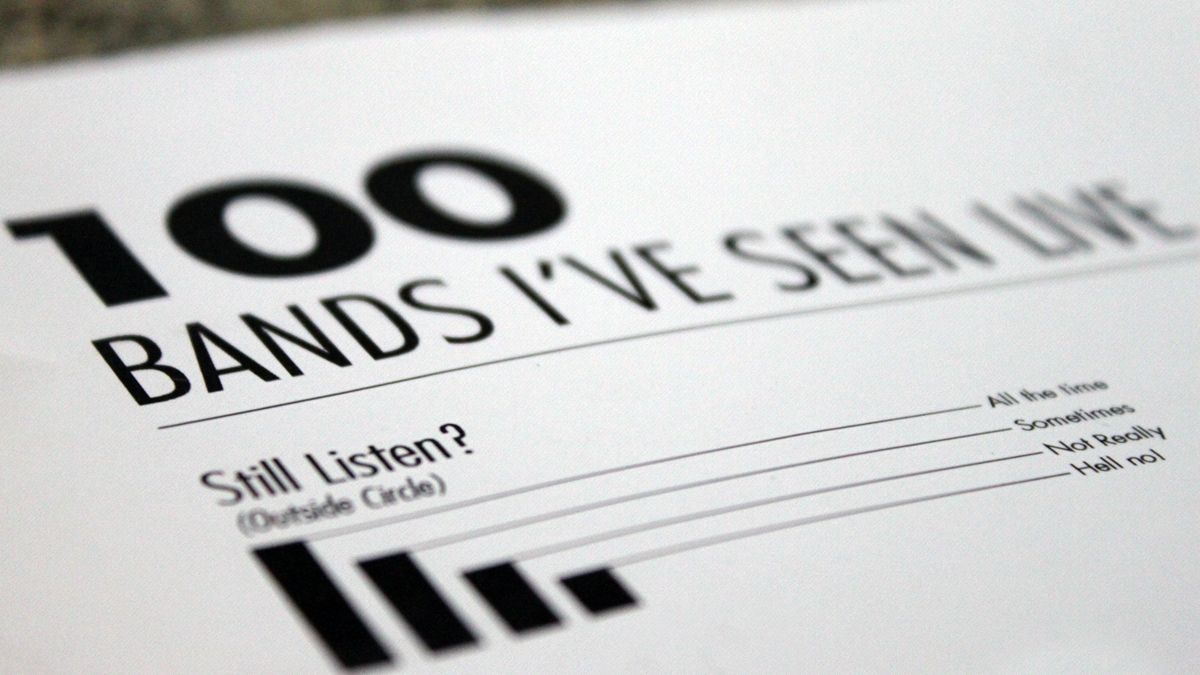 100
BANDS I'VE SEEN LIVE
Still Listen?
(Outside Circle)
All the time
Sometimes
Not Really
Hell no!